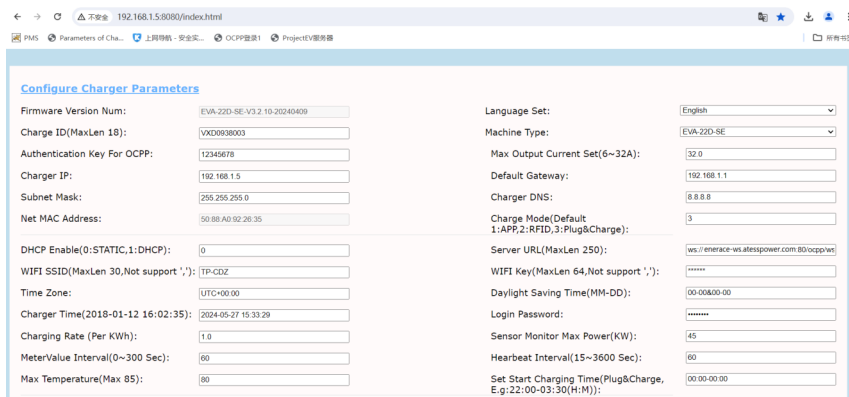 不安全 192.168.1.5:8080/index.html
PMS Parameters of Cha... 上网导航 - 安全实... OCPP登录1 ProjectEV服务器 所有书签
Configure Charger Parameters
Firmware Version Num: EVA-22D-SE-V3.2.10-20240409 Language Set: English
Charge ID(MaxLen 18): VXD0938003 Machine Type: EVA-22D-SE
Authentication Key For OCPP: 12345678 Max Output Current Set(6~32A): 32.0
Charger IP: 192.168.1.5 Default Gateway: 192.168.1.1
Subnet Mask: 255.255.255.0 Charger DNS: 8.8.8.8
Net MAC Address: 50:88:A0:92:26:35 Charge Mode(Default
1:APP,2:RFID,3:Plug&Charge): 3
DHCP Enable(0:STATIC,1:DHCP): 0 Server URL(MaxLen 250): ws://enerace-ws.atesspower.com:80/ocpp/ws
WIFI SSID(MaxLen 30,Not support ','): TP-CDZ WIFI Key(MaxLen 64,Not support ','): ******
Time Zone: UTC+00:00 Daylight Saving Time(MM-DD): 00-00&00-00
Charger Time(2018-01-12 16:02:35): 2024-05-27 15:33:29 Login Password: ••••••••
Charging Rate (Per KWh): 1.0 Sensor Monitor Max Power(KW): 45
MeterValue Interval(0~300 Sec): 60 Hearbeat Interval(15~3600 Sec): 60
Max Temperature(Max 85): 80 Set Start Charging Time(Plug&Charge,
E.g:22:00-03:30(H:M)): 00:00-00:00